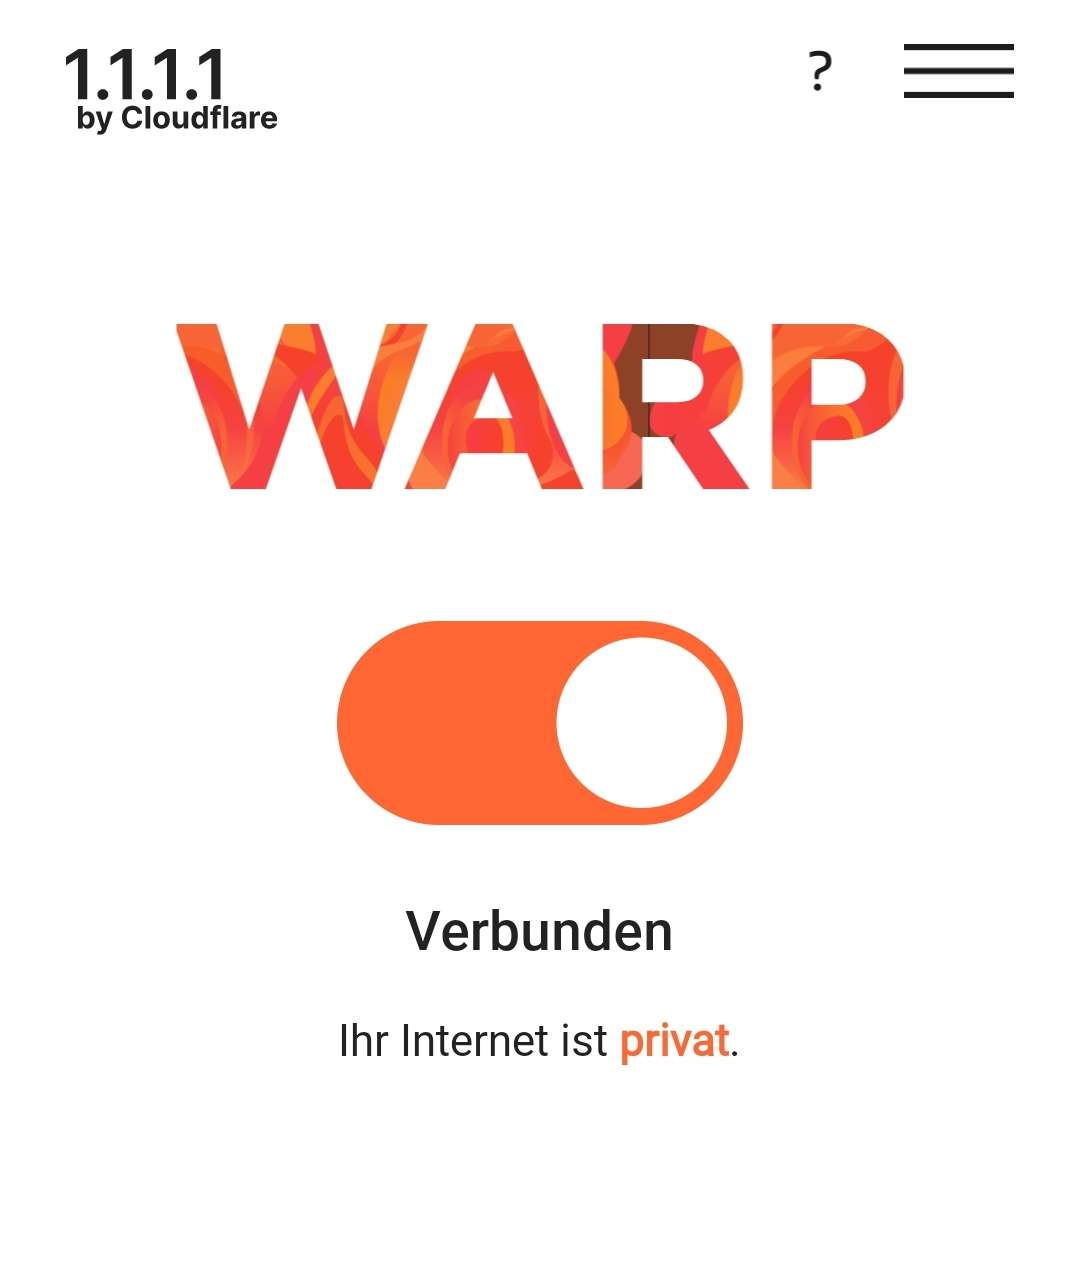 1.1.1.1
by Cloudflare
?
WARP
Verbunden
Ihr Internet ist privat.